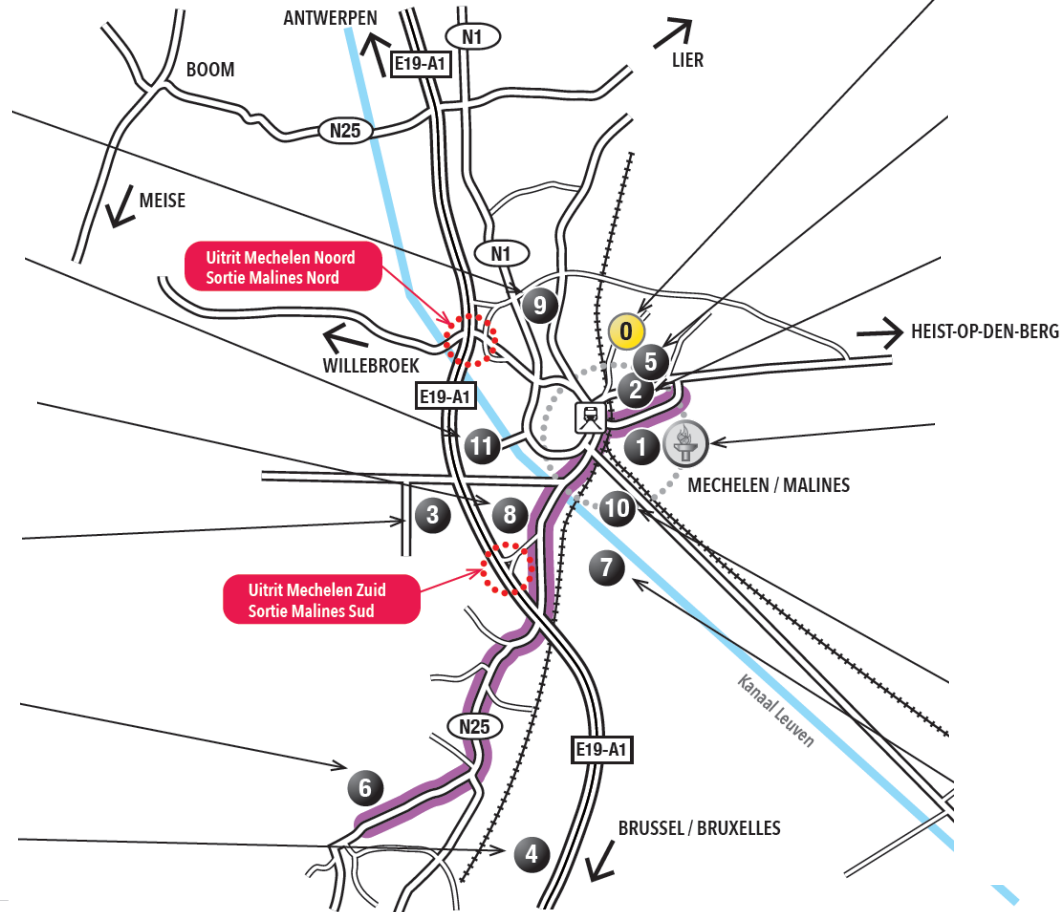 ANTWERPEN
N1
E19-A1
LIER
BOOM
N25
MEISE
Uitrit Mechelen Noord
Sortie Malines Nord
N1
9
0
HEIST-OP-DEN-BERG
WILLEBROEK
5
2
E19-A1
11
1
MECHELEN / MALINES
3
8
10
7
Uitrit Mechelen Zuid
Sortie Malines Sud
Kanaal Leuven
N25
E19-A1
6
BRUSSEL / BRUXELLES
4